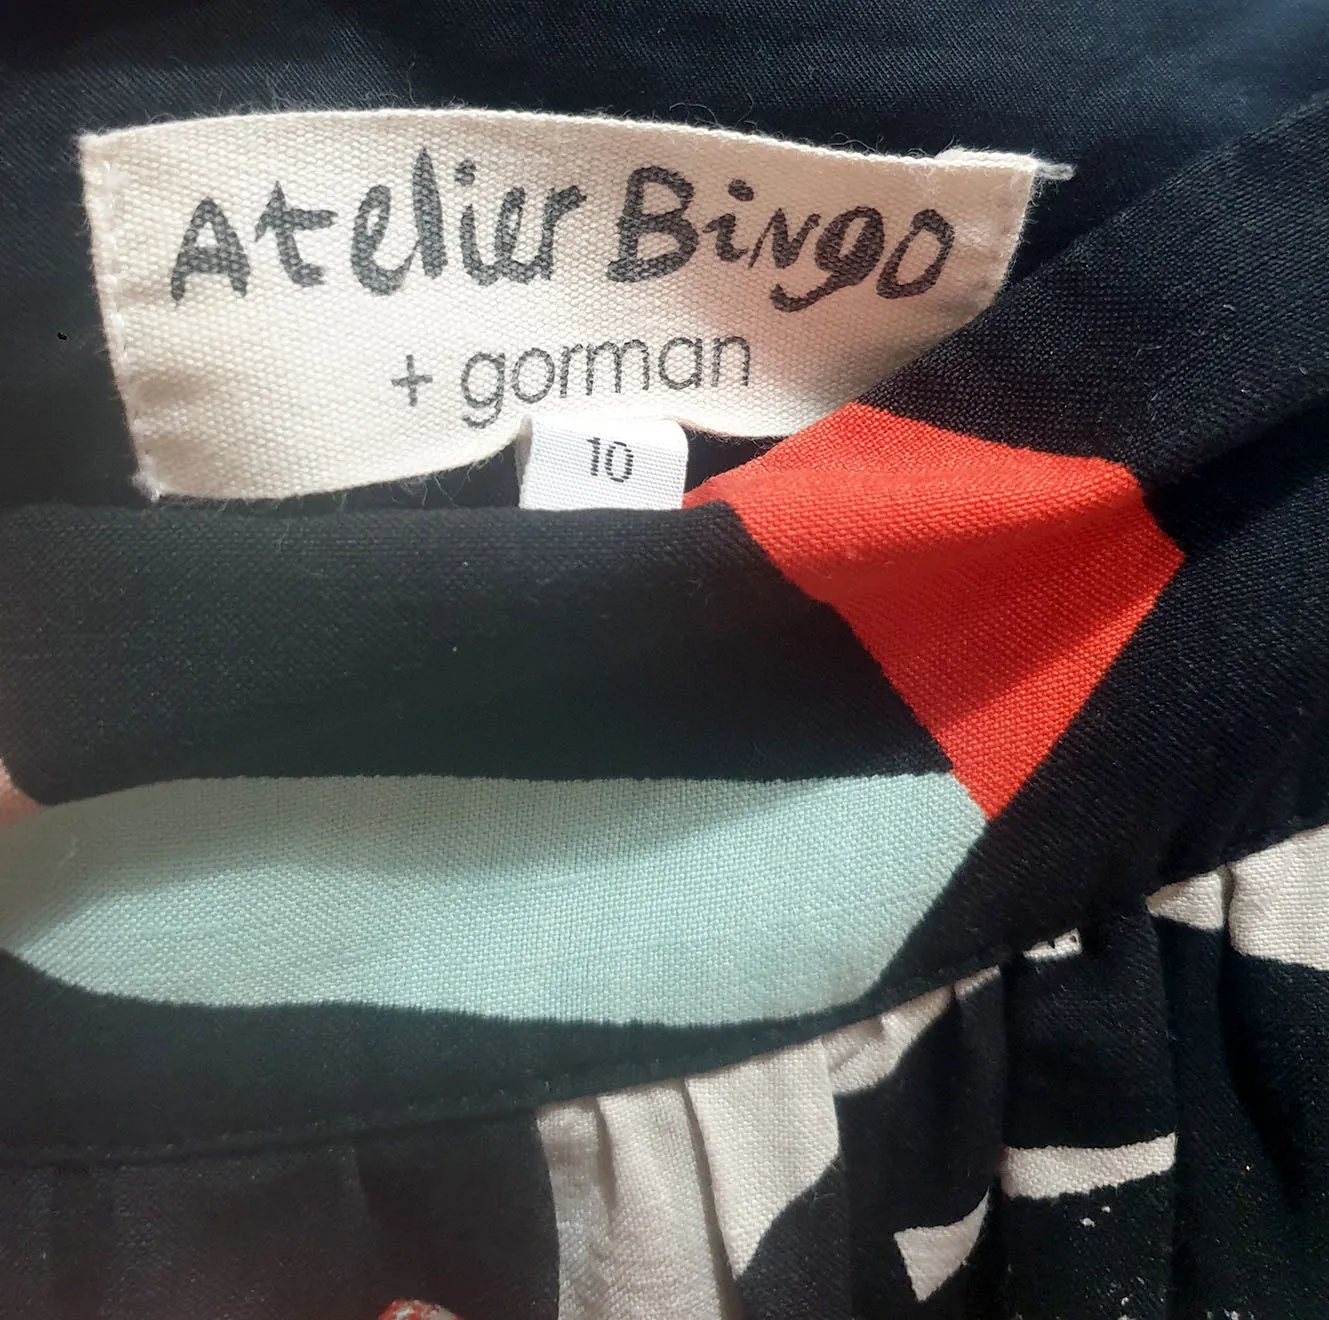 Atelier Bingo
+ gorman
10